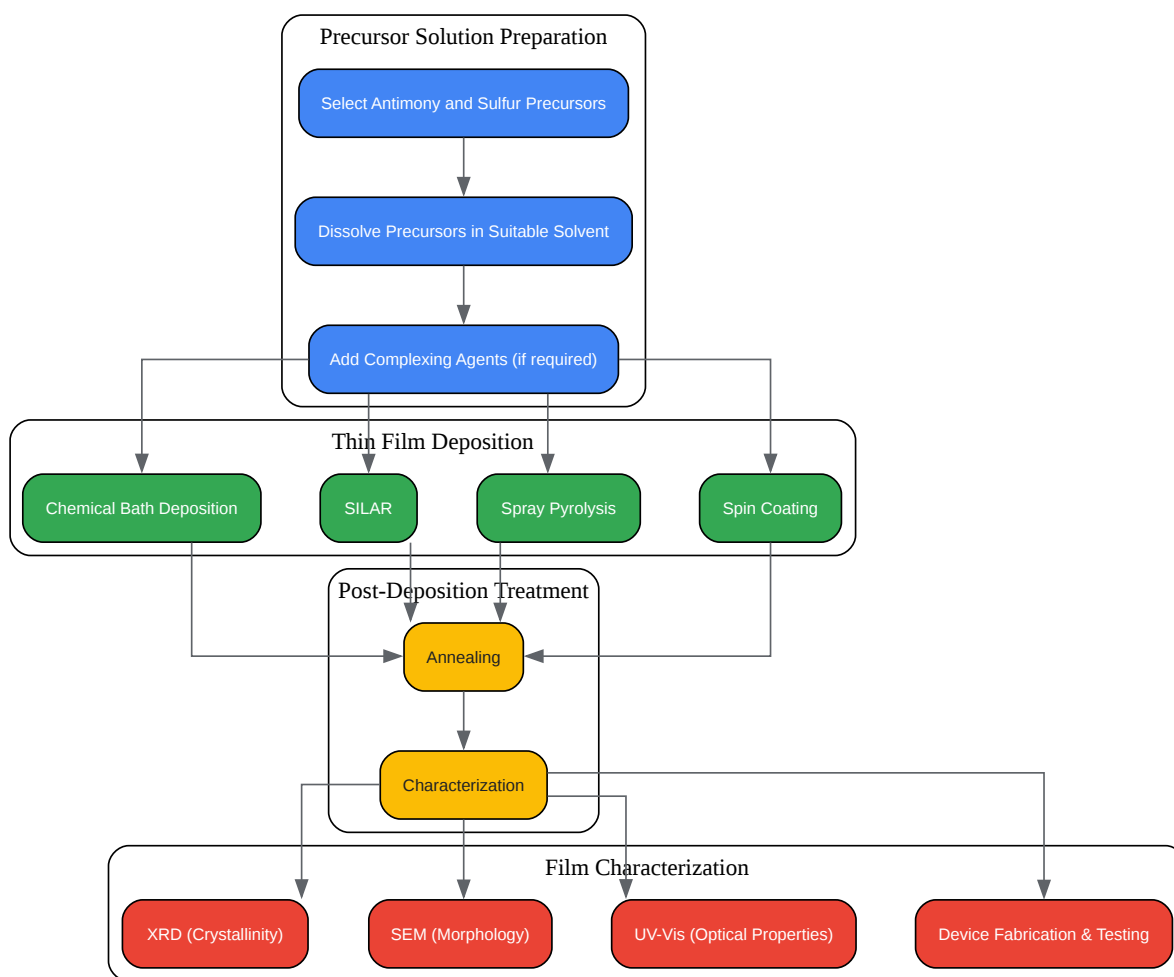 Precursor Solution Preparation
Select Antimony and Sulfur Precursors
Dissolve Precursors in Suitable Solvent
Add Complexing Agents (if required)
Thin Film Deposition
Chemical Bath Deposition
SILAR
Spray Pyrolysis
Spin Coating
Post-Deposition Treatment
Annealing
Characterization
Film Characterization
XRD (Crystallinity)
SEM (Morphology)
UV-Vis (Optical Properties)
Device Fabrication & Testing